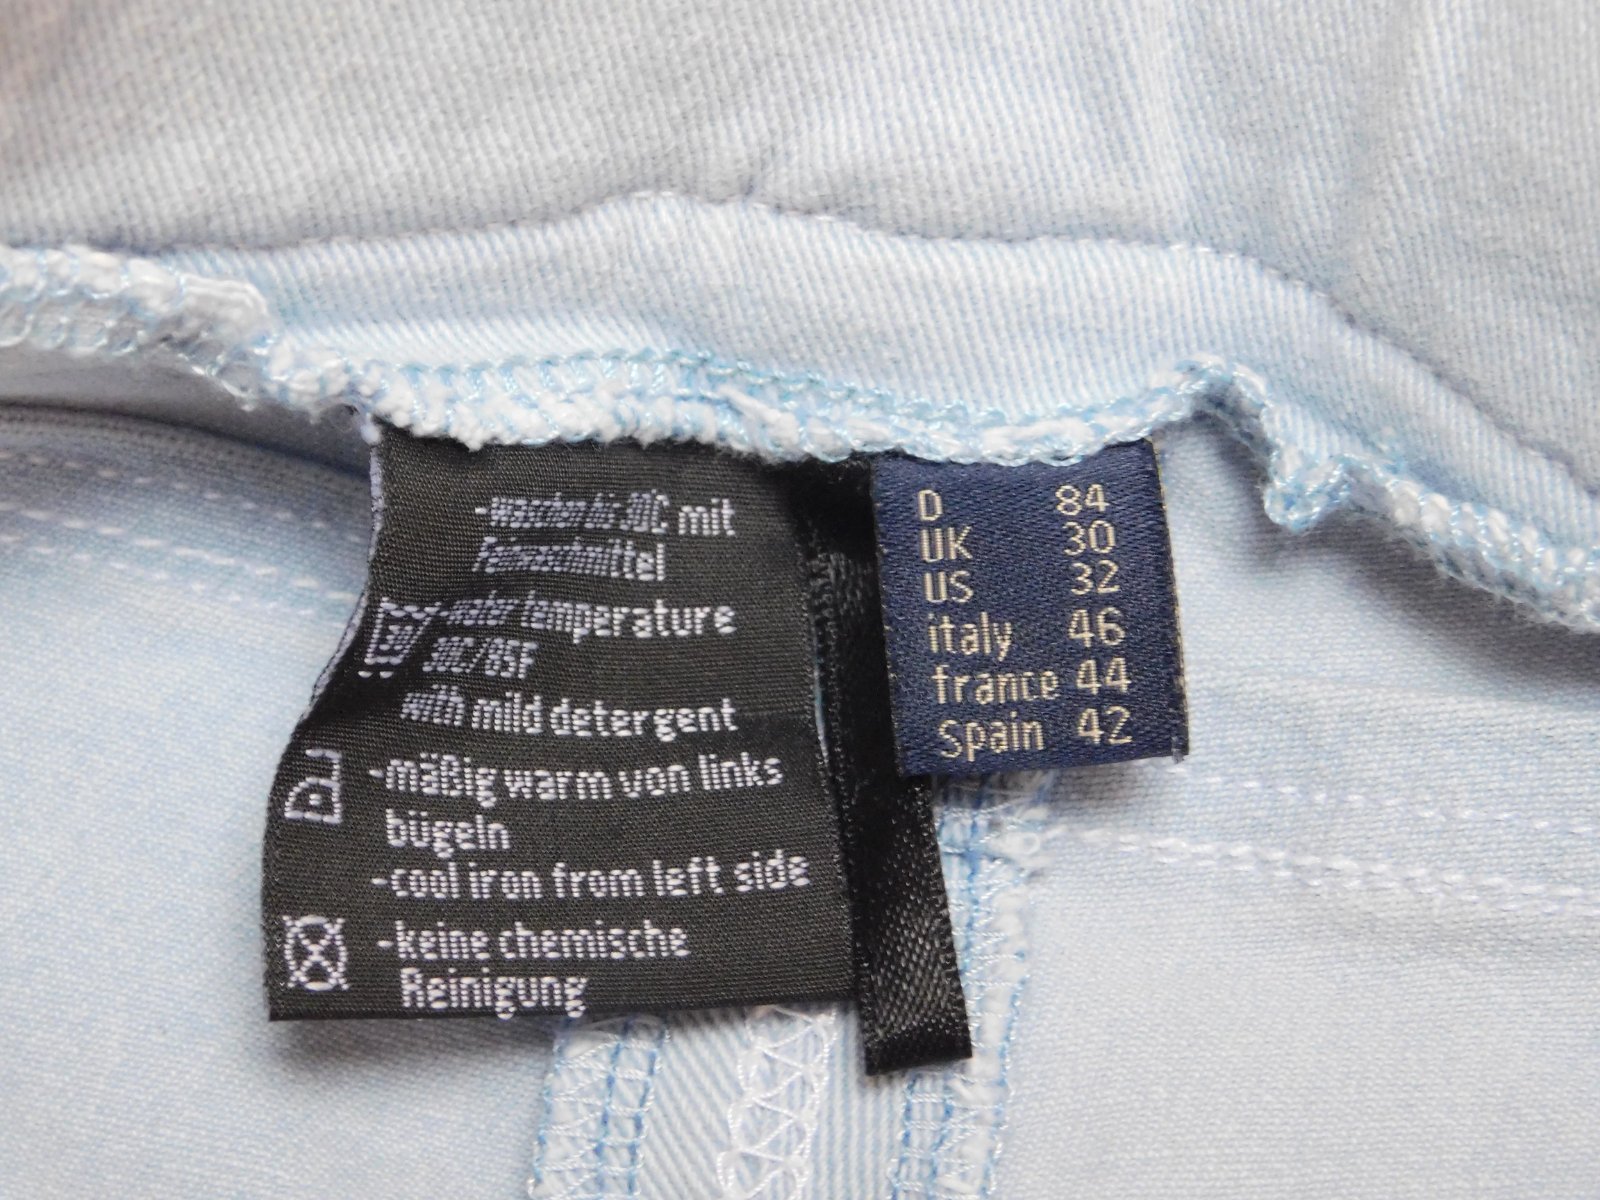 -waschen bis 30C mit
Feinwaschmittel
-water temperature
30C/85F
with mild detergent
-mäßig warm von links
bügeln
-cool iron from left side
-keine chemische
Reinigung
D 84
UK 30
US 32
italy 46
france 44
spain 42